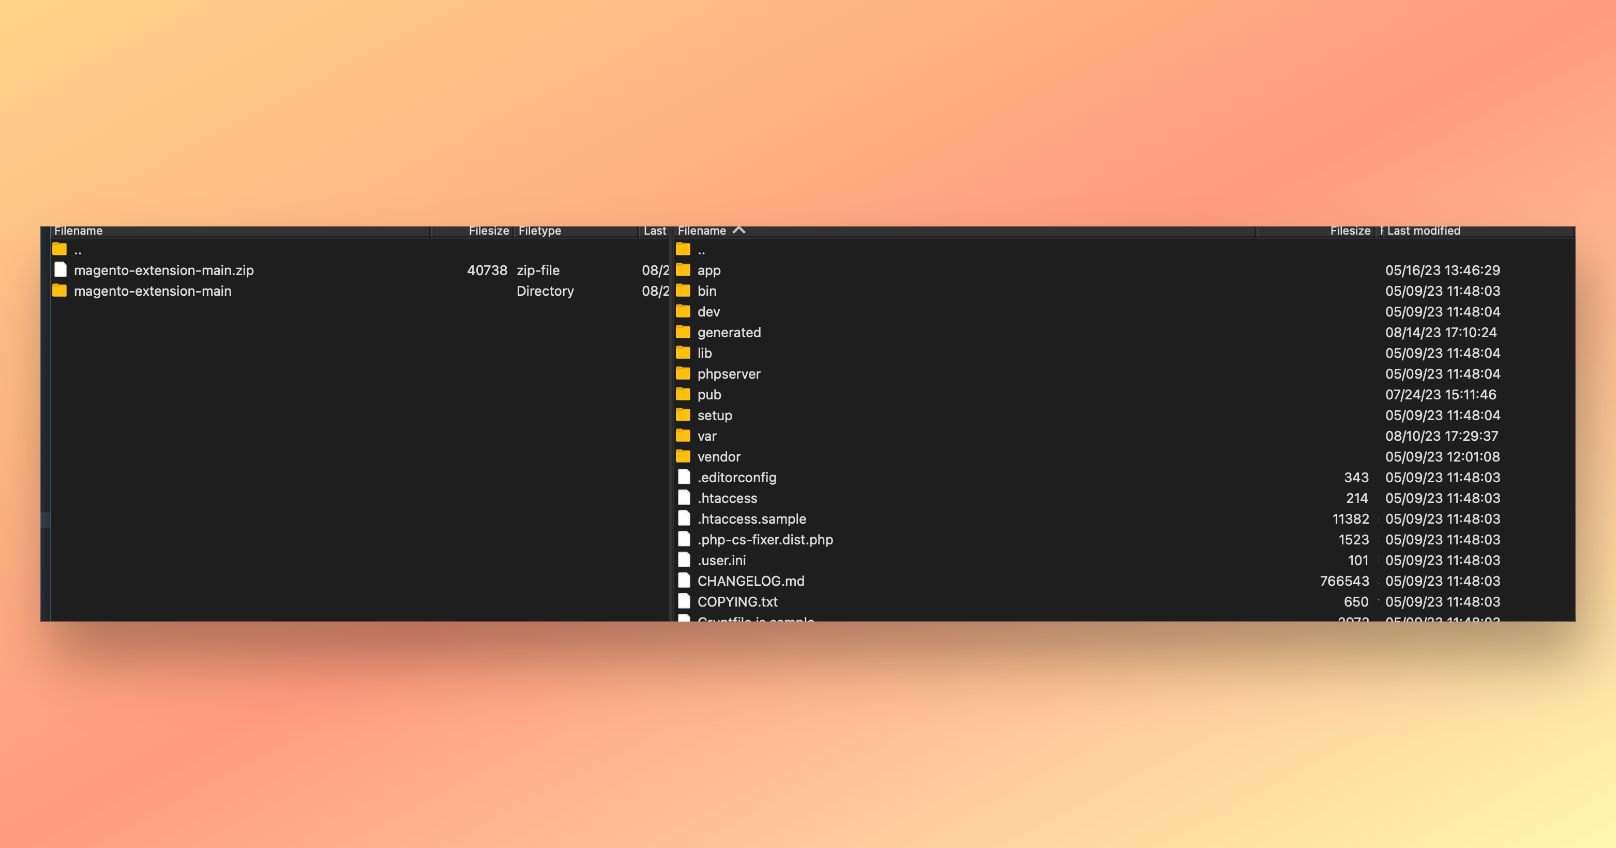 Filename Filesize Filetype Last
..
magento-extension-main.zip 40738 zip-file 08/2
magento-extension-main Directory 08/2
Filename Filesize Last modified
..
app 05/16/23 13:46:29
bin 05/09/23 11:48:03
dev 05/09/23 11:48:04
generated 08/14/23 17:10:24
lib 05/09/23 11:48:04
phpserver 05/09/23 11:48:04
pub 07/24/23 15:11:46
setup 05/09/23 11:48:04
var 08/10/23 17:29:37
vendor 05/09/23 12:01:08
.editorconfig 343 05/09/23 11:48:03
.htaccess 214 05/09/23 11:48:03
.htaccess.sample 11382 05/09/23 11:48:03
.php-cs-fixer.dist.php 1523 05/09/23 11:48:03
.user.ini 101 05/09/23 11:48:03
CHANGELOG.md 766543 05/09/23 11:48:03
COPYING.txt 650 05/09/23 11:48:03